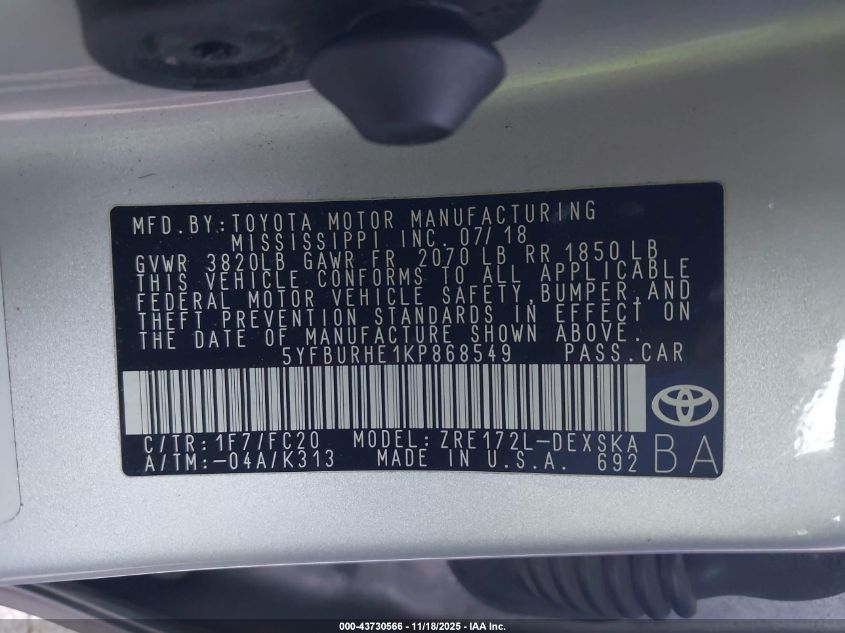 MFD.BY:TOYOTA MOTOR MANUFACTURING
MISSISSIPPI INC. 07/18
GVWR 3820LB GAWR FR 2070LB RR 1850LB
THIS VEHICLE CONFORMS TO ALL APPLICABLE
FEDERAL MOTOR VEHICLE SAFETY,BUMPER,AND
THEFT PREVENTION STANDARDS IN EFFECT ON
THE DATE OF MANUFACTURE SHOWN ABOVE.
5YFBURHE1KP868549 PASS.CAR
C/TR:1F7/FC20 MODEL:ZRE172L-DEXSKA
A/TM:-04A/K313 MADE IN U.S.A. 692
BA
000-43730566 - 11/18/2025 - IAA Inc.